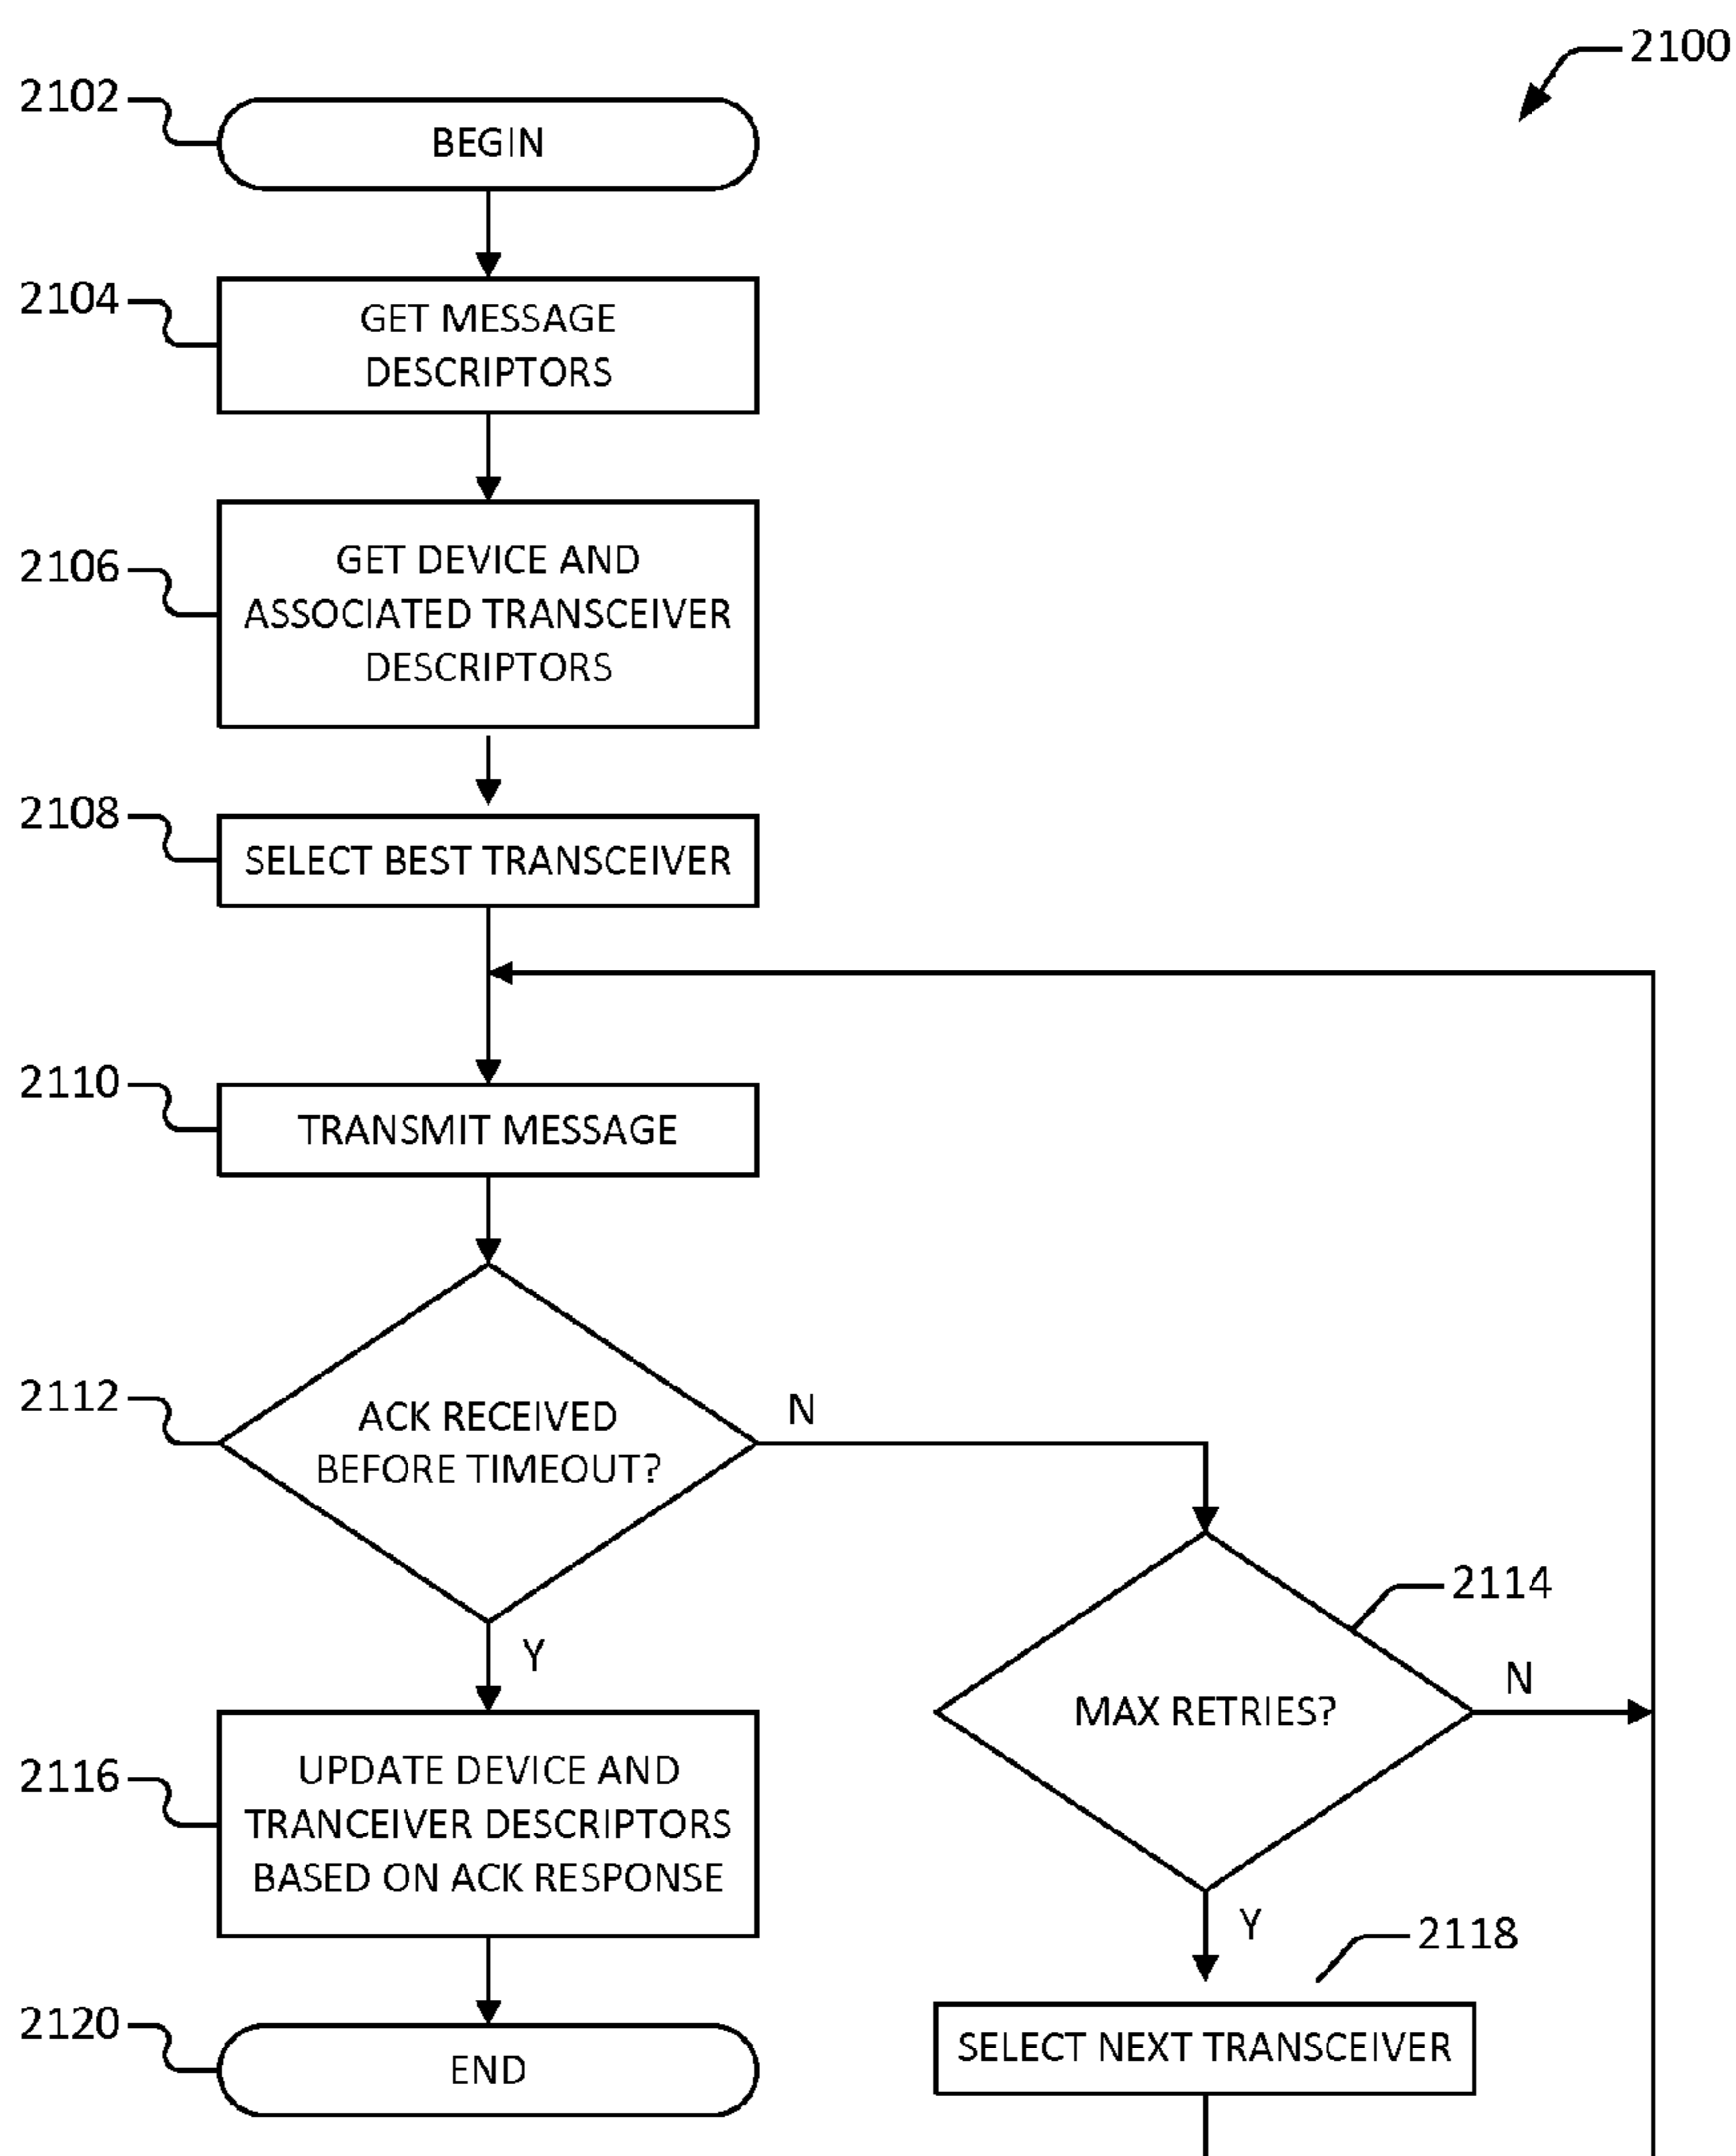 2100
2102
BEGIN
2104
GET MESSAGE
DESCRIPTORS
2106
GET DEVICE AND
ASSOCIATED TRANSCEIVER
DESCRIPTORS
2108
SELECT BEST TRANSCEIVER
2110
TRANSMIT MESSAGE
2112
ACK RECEIVED
BEFORE TIMEOUT?
N
Y
2114
MAX RETRIES?
N
Y
2116
UPDATE DEVICE AND
TRANCEIVER DESCRIPTORS
BASED ON ACK RESPONSE
2118
SELECT NEXT TRANSCEIVER
2120
END